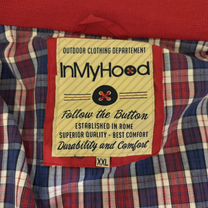 OUTDOOR CLOTHING DEPARTEMENT
InMyHood
Follow the Button
ESTABLISHED IN ROME
SUPERIOR QUALITY - BEST COMFORT
Durability and Comfort
XXL